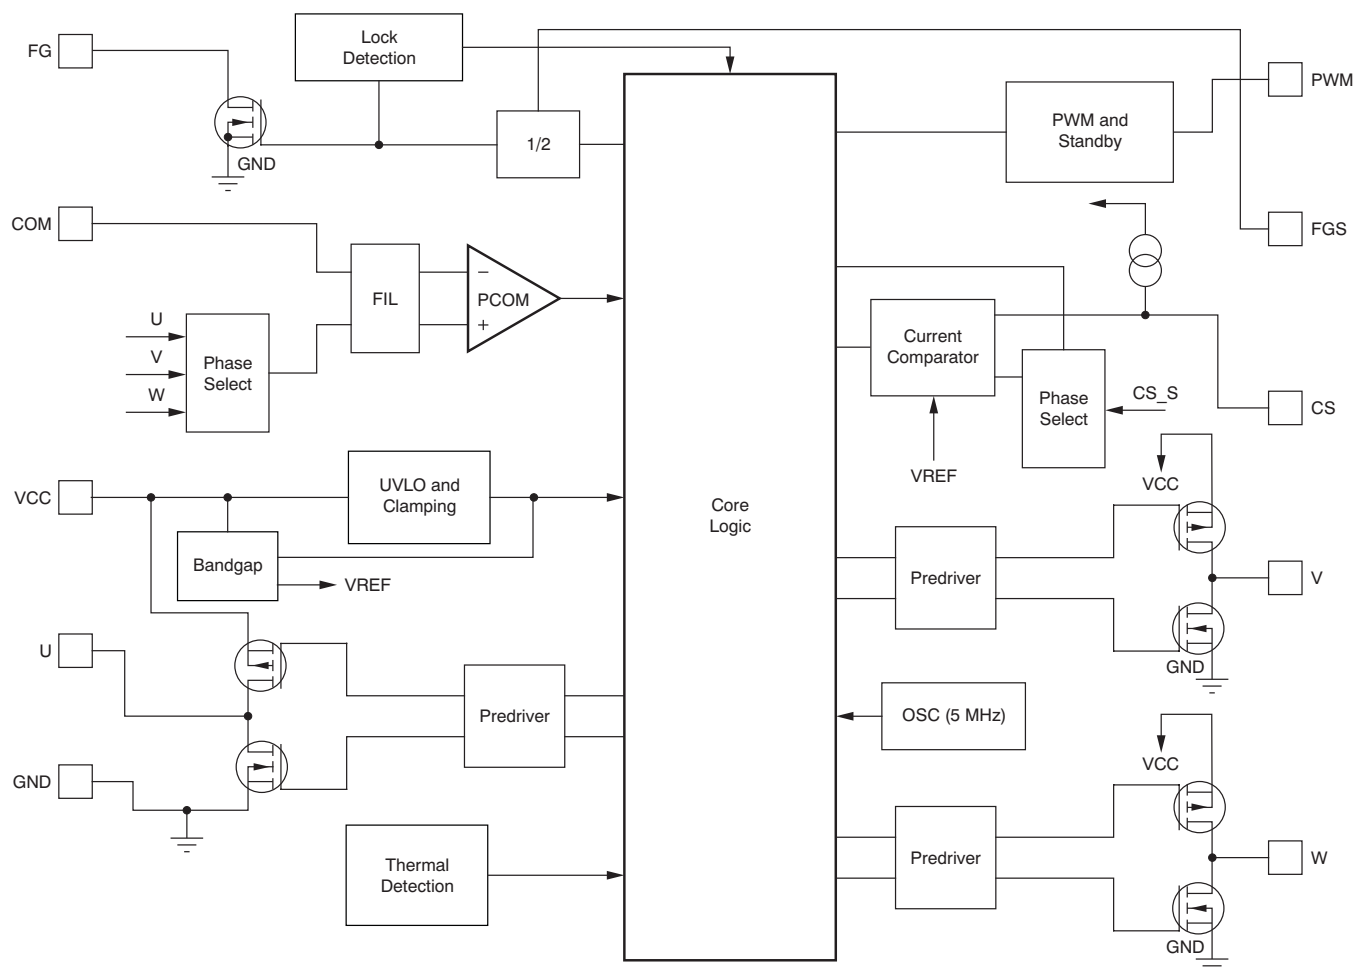 FG
Lock
Detection
PWM
PWM and
Standby
1/2
GND
COM
FGS
FIL
−
PCOM
+
U
V
W
Phase
Select
Current
Comparator
Phase
Select
CS_S
CS
VREF
VCC
UVLO and
Clamping
VCC
Core
Logic
Bandgap
VREF
Predriver
V
U
GND
Predriver
OSC (5 MHz)
GND
VCC
Thermal
Detection
Predriver
W
GND